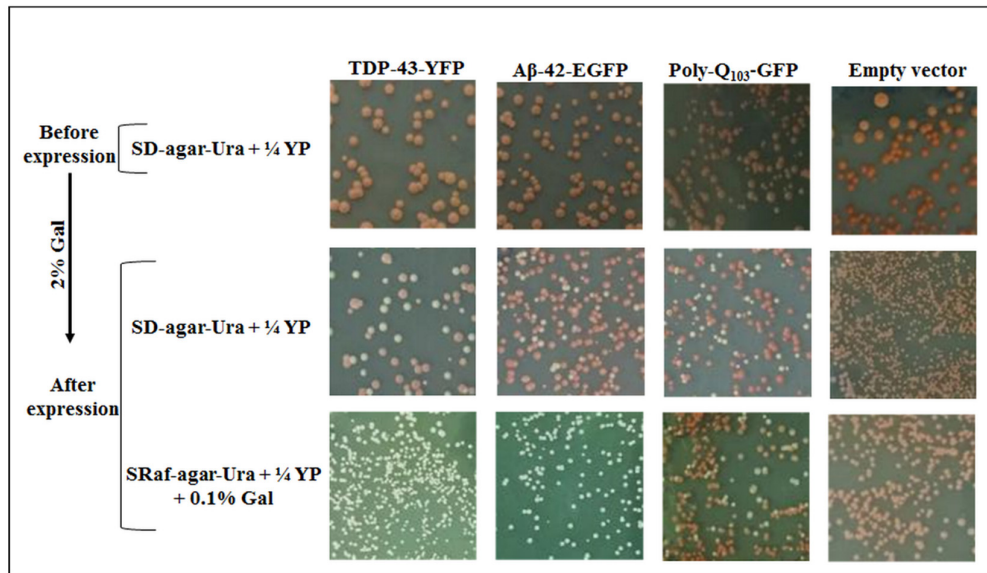 TDP-43-YFP
Aβ-42-EGFP
Poly-Q₁₀₃-GFP
Empty vector
Before
expression
SD-agar-Ura + ¼ YP
2% Gal
SD-agar-Ura + ¼ YP
After
expression
SRaf-agar-Ura + ¼ YP
+ 0.1% Gal